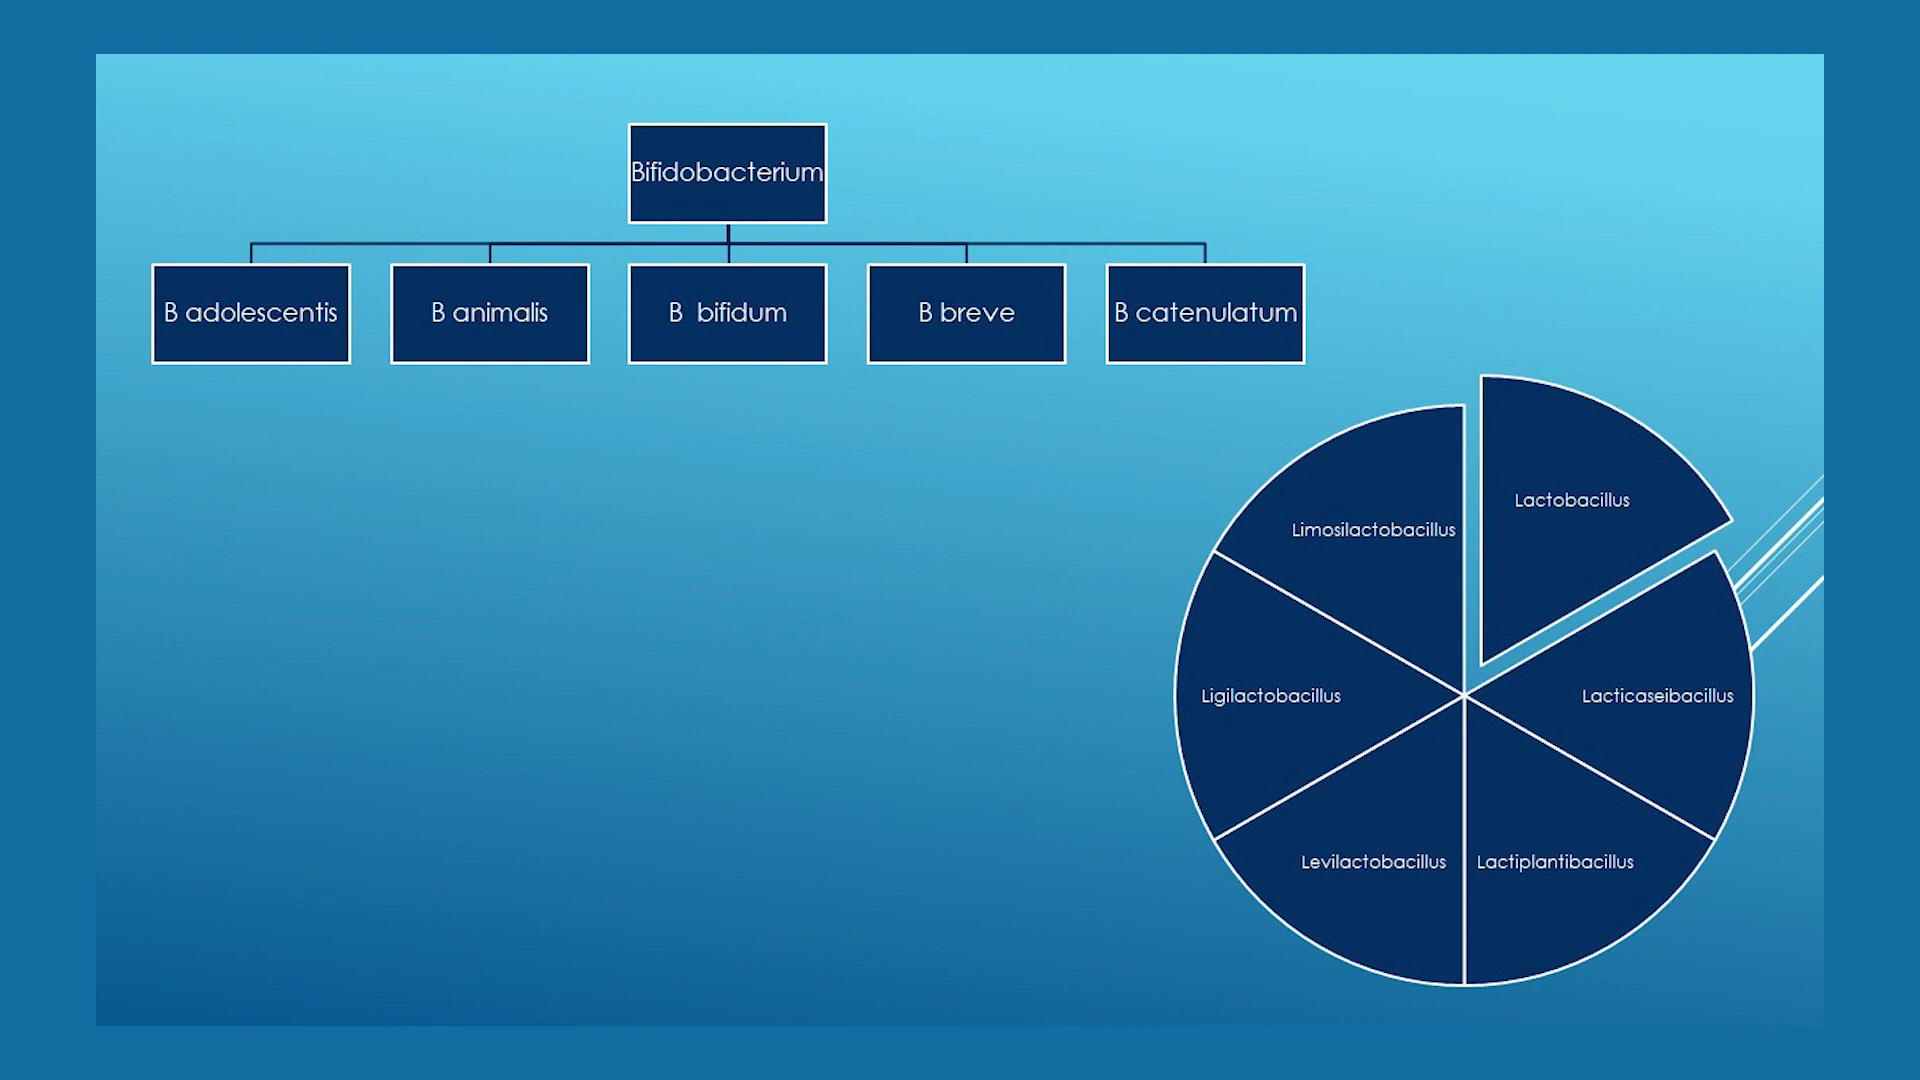 Bifidobacterium
B adolescentis
B animalis
B  bifidum
B breve
B catenulatum
Lactobacillus
Limosilactobacillus
Ligilactobacillus
Lacticaseibacillus
Levilactobacillus
Lactiplantibacillus